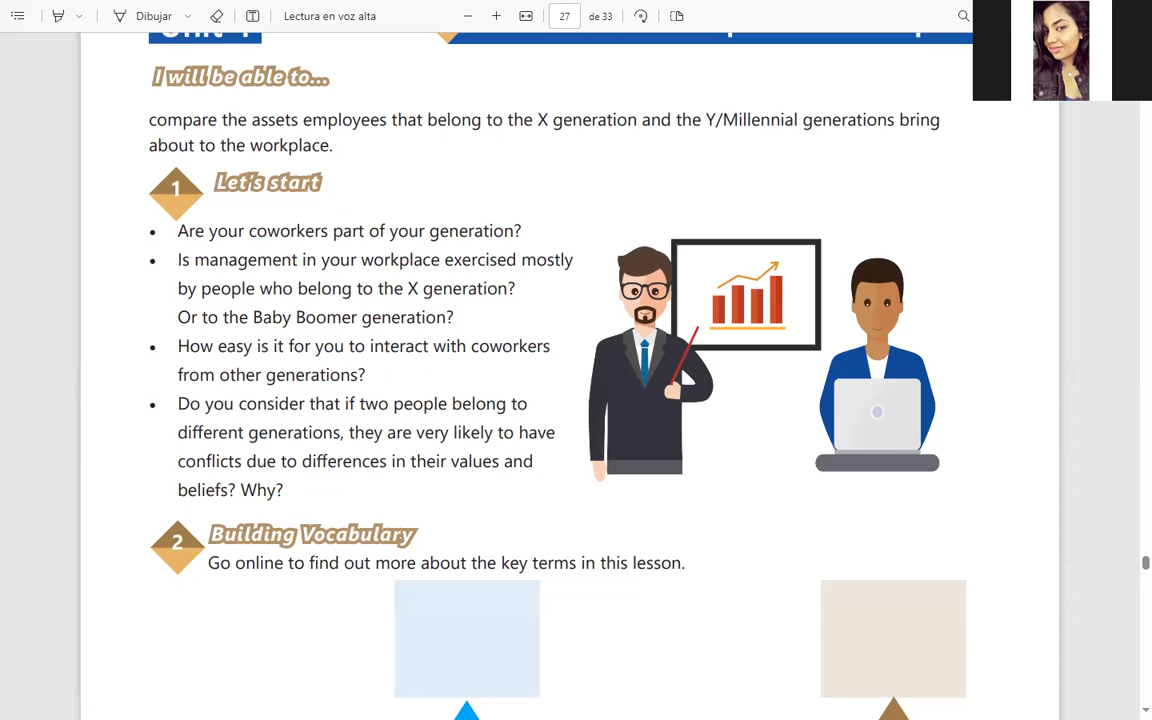 Dibujar
Lectura en voz alta
27
de 33
I will be able to...
compare the assets employees that belong to the X generation and the Y/Millennial generations bring
about to the workplace.
1
Let's start
• Are your coworkers part of your generation?
• Is management in your workplace exercised mostly
by people who belong to the X generation?
Or to the Baby Boomer generation?
• How easy is it for you to interact with coworkers
from other generations?
• Do you consider that if two people belong to
different generations, they are very likely to have
conflicts due to differences in their values and
beliefs? Why?
2
Building Vocabulary
Go online to find out more about the key terms in this lesson.